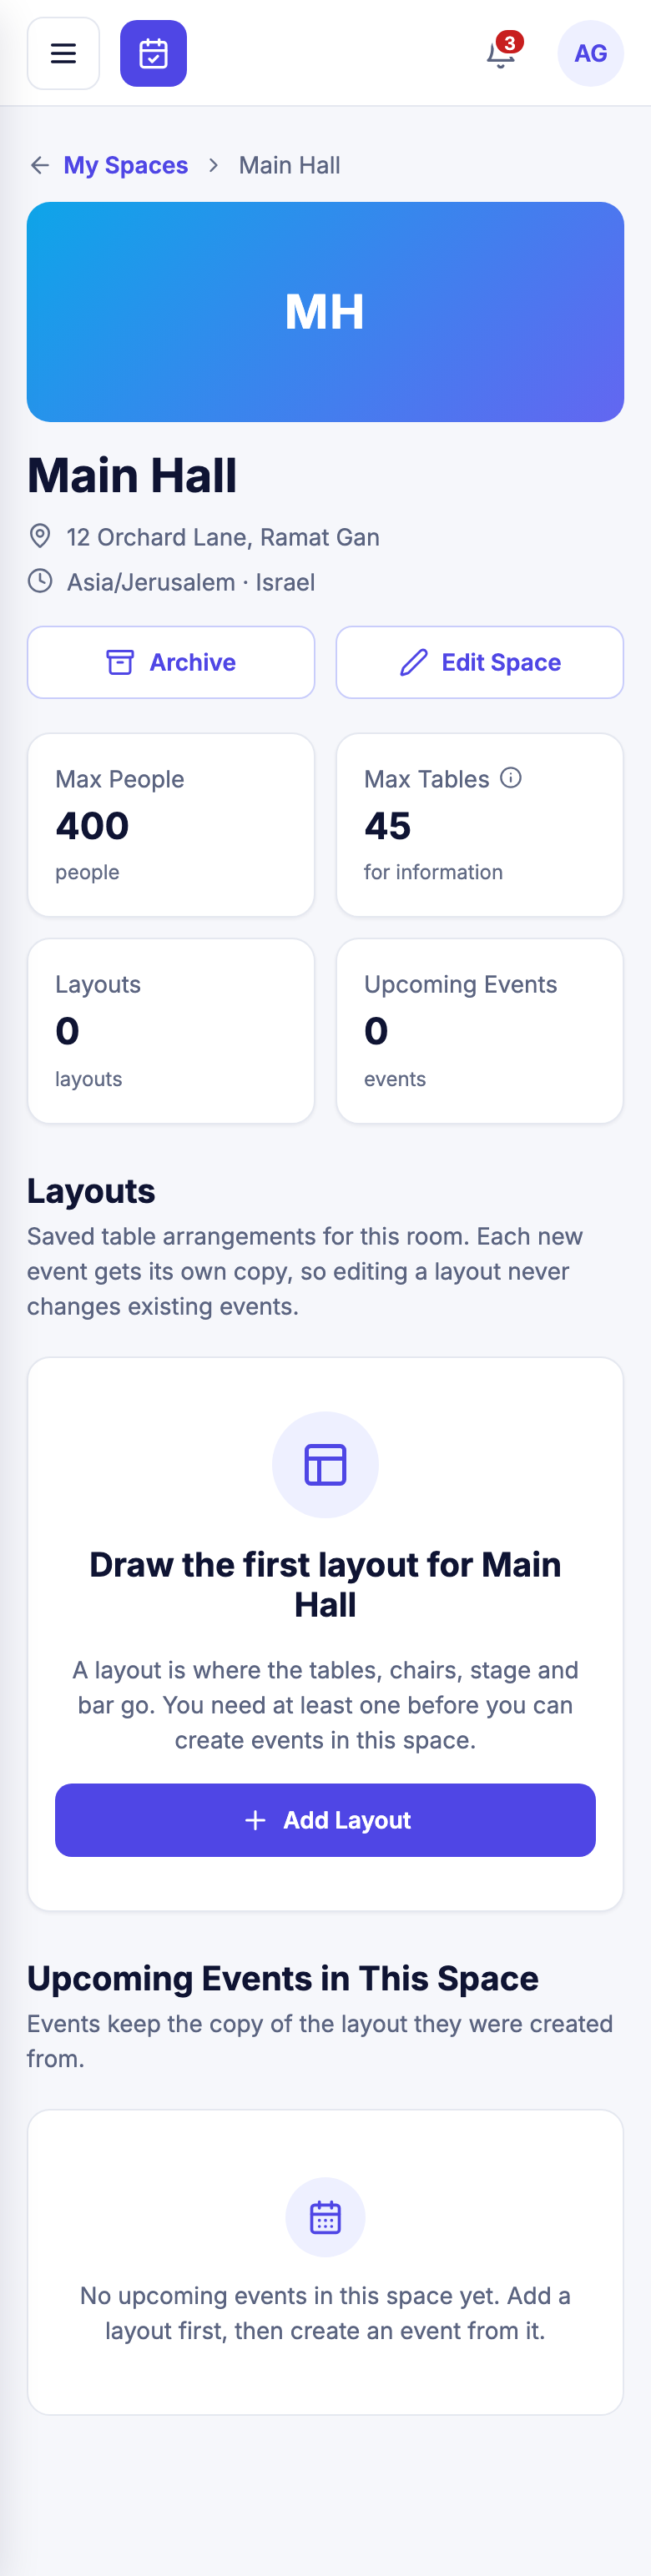 3
AG
My Spaces
Main Hall
MH
Main Hall
12 Orchard Lane, Ramat Gan
Asia/Jerusalem · Israel
Archive
Edit Space
Max People
400
people
Max Tables
45
for information
Layouts
0
layouts
Upcoming Events
0
events
Layouts
Saved table arrangements for this room. Each new
event gets its own copy, so editing a layout never
changes existing events.
Draw the first layout for Main
Hall
A layout is where the tables, chairs, stage and
bar go. You need at least one before you can
create events in this space.
Add Layout
Upcoming Events in This Space
Events keep the copy of the layout they were created
from.
No upcoming events in this space yet. Add a
layout first, then create an event from it.